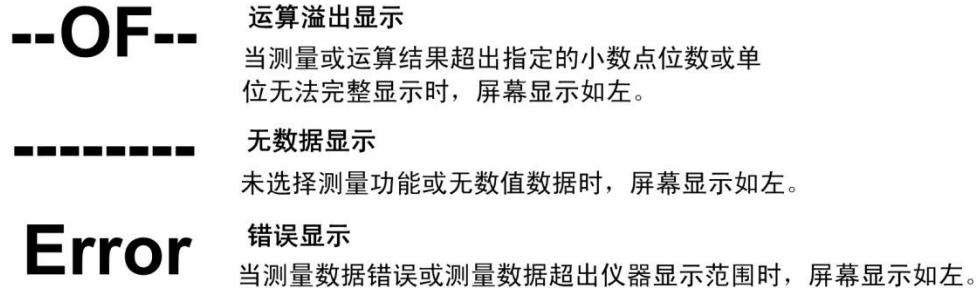 --OF--
运算溢出显示
当测量或运算结果超出指定的小数点位数或单
位无法完整显示时，屏幕显示如左。
--------
无数据显示
未选择测量功能或无数值数据时，屏幕显示如左。
Error
错误显示
当测量数据错误或测量数据超出仪器显示范围时，屏幕显示如左。